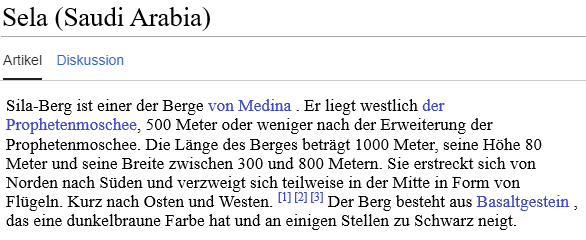 Sela (Saudi Arabia)
Artikel Diskussion
Sila-Berg ist einer der Berge von Medina . Er liegt westlich der
Prophetenmoschee, 500 Meter oder weniger nach der Erweiterung der
Prophetenmoschee. Die Länge des Berges beträgt 1000 Meter, seine Höhe 80
Meter und seine Breite zwischen 300 und 800 Metern. Sie erstreckt sich von
Norden nach Süden und verzweigt sich teilweise in der Mitte in Form von
Flügeln. Kurz nach Osten und Westen. [1] [2] [3] Der Berg besteht aus Basaltgestein ,
das eine dunkelbraune Farbe hat und an einigen Stellen zu Schwarz neigt.